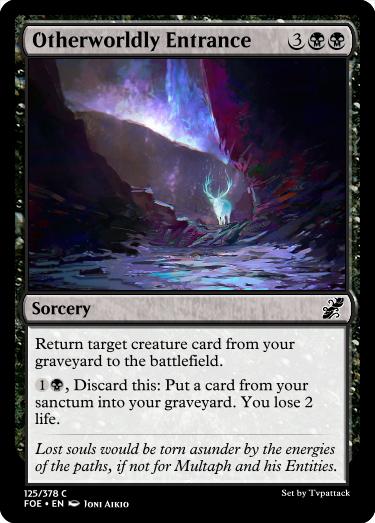 Otherworldly Entrance 3
Sorcery
Return target creature card from your
graveyard to the battlefield.
1, Discard this: Put a card from your
sanctum into your graveyard. You lose 2
life.
Lost souls would be torn asunder by the energies
of the paths, if not for Multaph and his Entities.
125/378 C
Set by Tvpattack
FOE • EN Joni Aikio